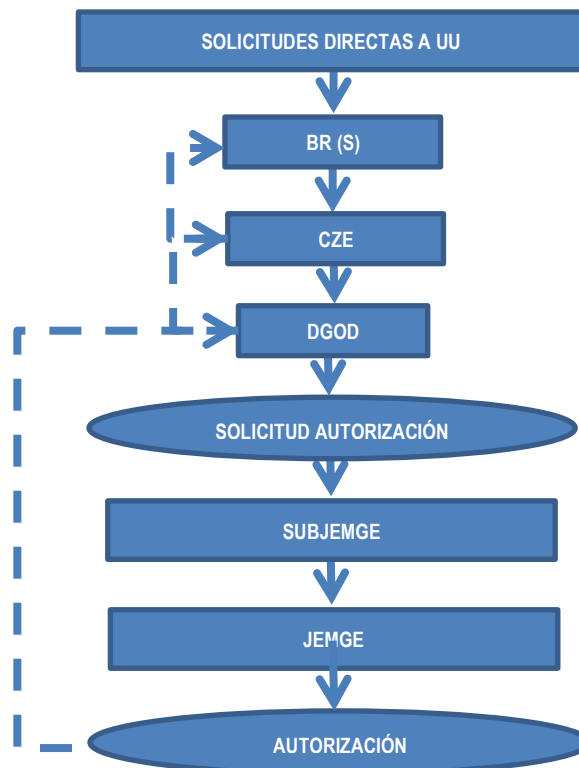 SOLICITUDES DIRECTAS A UU
BR (S)
CZE
DGOD
SOLICITUD AUTORIZACIÓN
SUBJEMGE
JEMGE
AUTORIZACIÓN